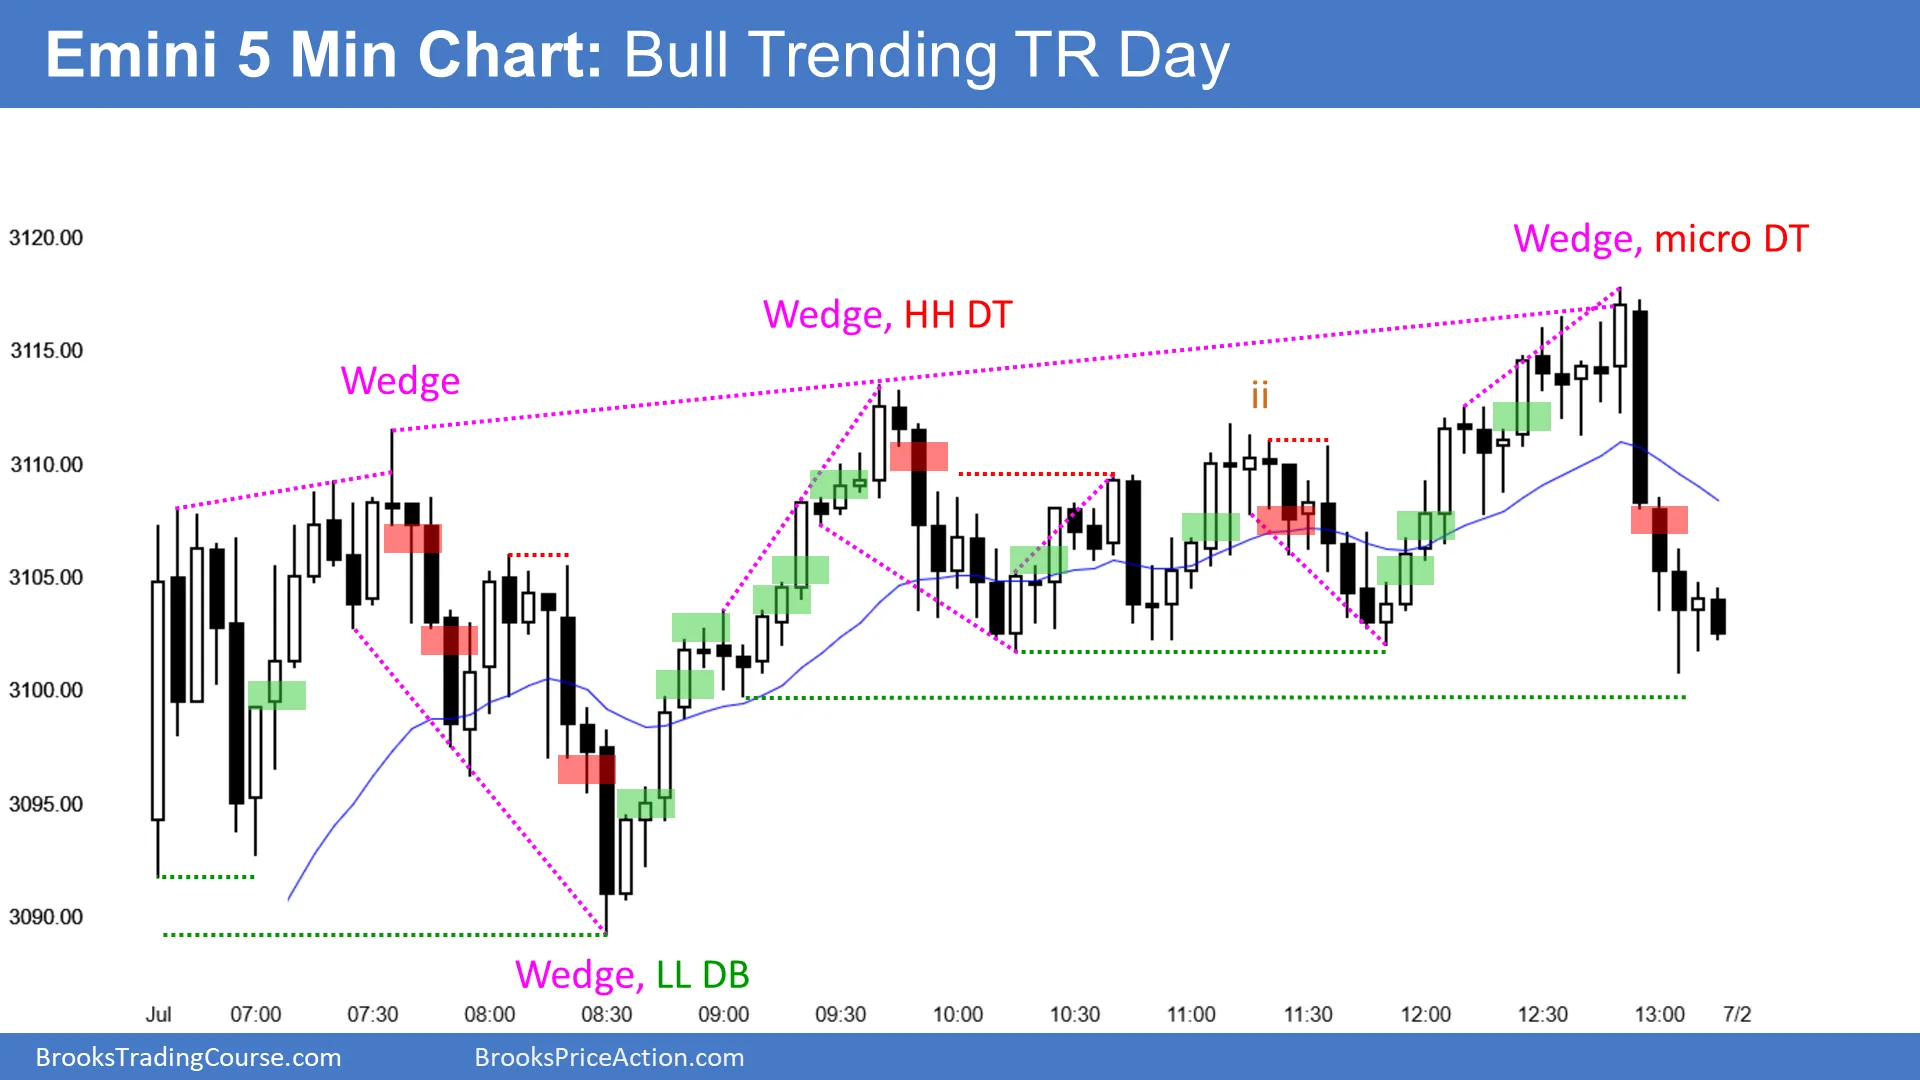 Emini 5 Min Chart: Bull Trending TR Day
3120.00
Wedge, micro DT
Wedge, HH DT
3115.00
Wedge
ii
3110.00
3105.00
3100.00
3095.00
3090.00
Wedge, LL DB
Jul 07:00 07:30 08:00 08:30 09:00 09:30 10:00 10:30 11:00 11:30 12:00 12:30 13:00 7/2
BrooksTradingCourse.com BrooksPriceAction.com